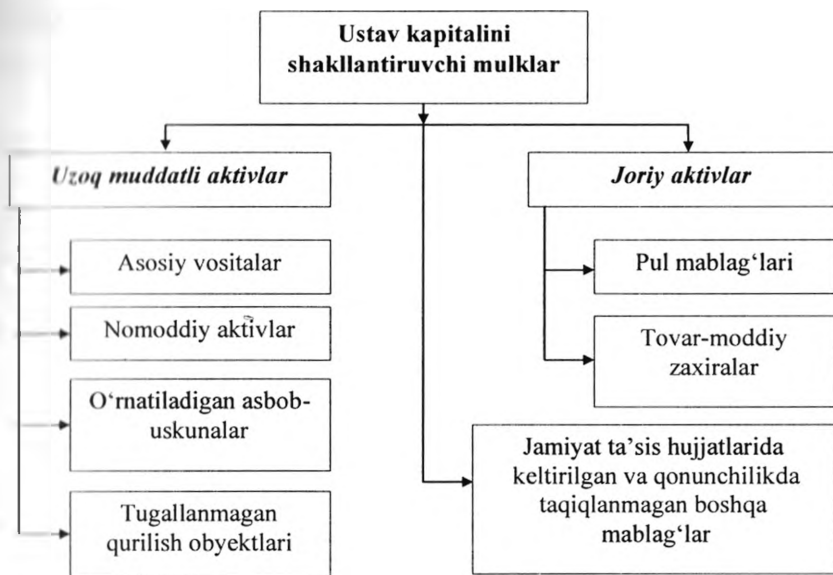 Ustav kapitalini
shakllantiruvchi mulklar
Uzoq muddatli aktivlar
Joriy aktivlar
Asosiy vositalar
Nomoddiy aktivlar
O‘rnatiladigan asbob-
uskunalar
Tugallanmagan
qurilish obyektlari
Pul mablag‘lari
Tovar-moddiy
zaxiralar
Jamiyat ta’sis hujjatlarida
keltirilgan va qonunchilikda
taqiqlanmagan boshqa
mablag‘lar